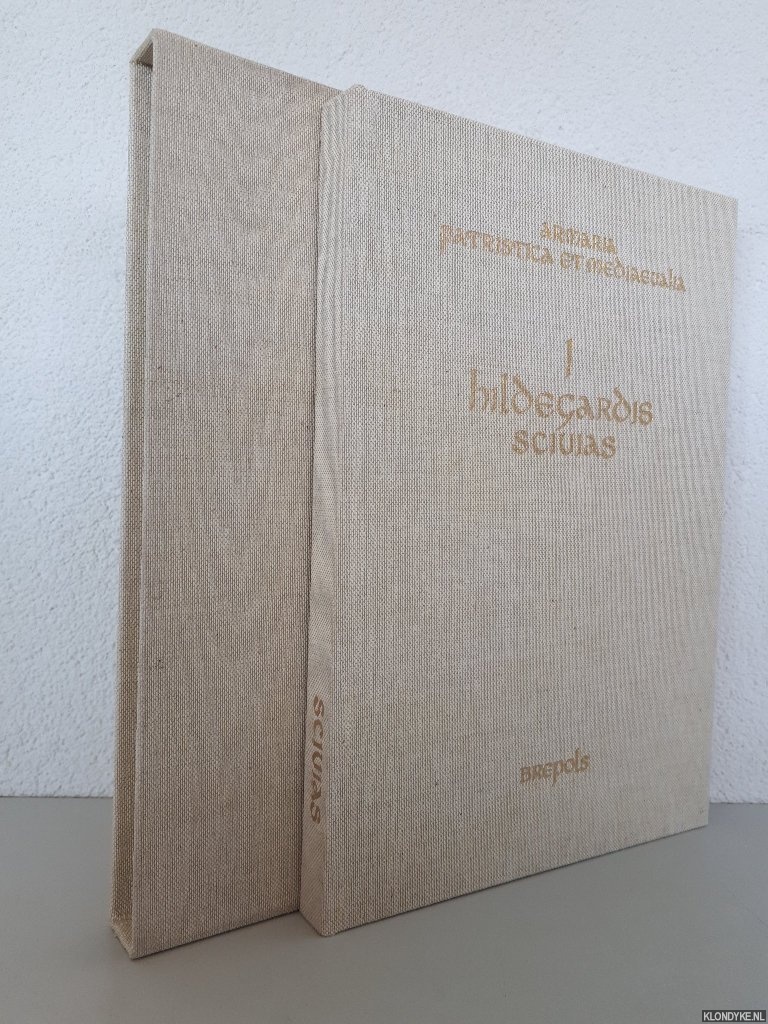 ARMARIA
PATRISTICA ET MEDIAEVALIA
I
hILDEGARDIS
SCIVIAS
BREPOLS
SCIVIAS
KLONDYKE.NL